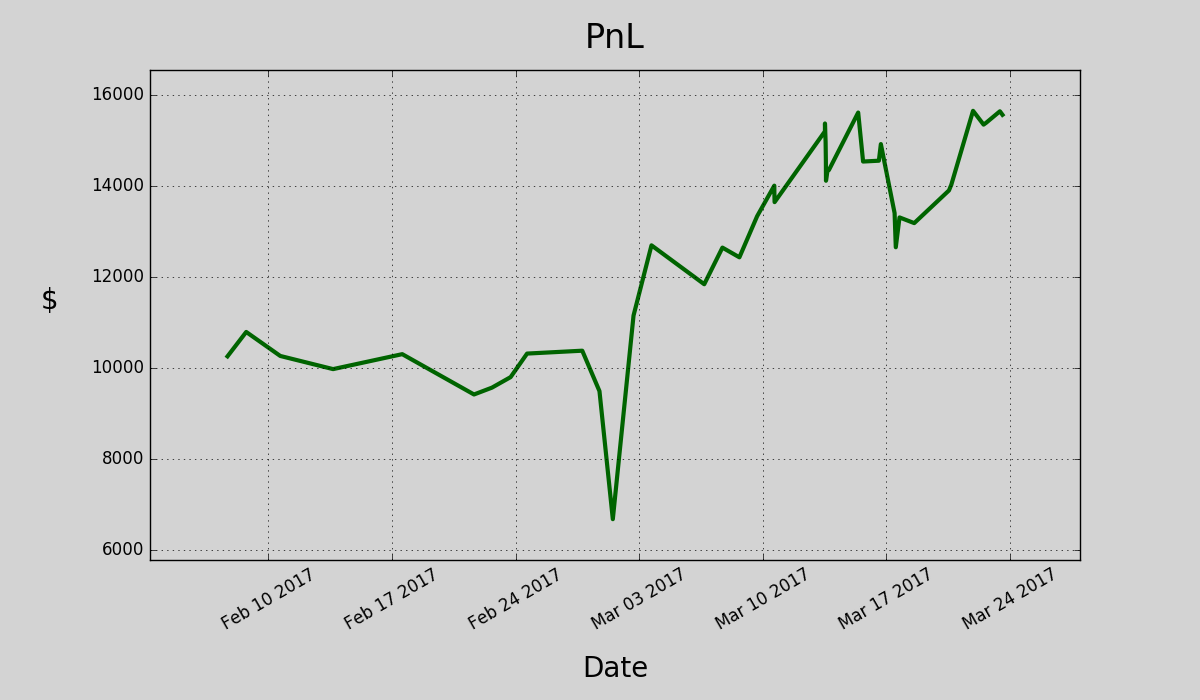 PnL
16000
14000
12000
$
10000
8000
6000
Feb 10 2017
Feb 17 2017
Feb 24 2017
Mar 03 2017
Mar 10 2017
Mar 17 2017
Mar 24 2017
Date